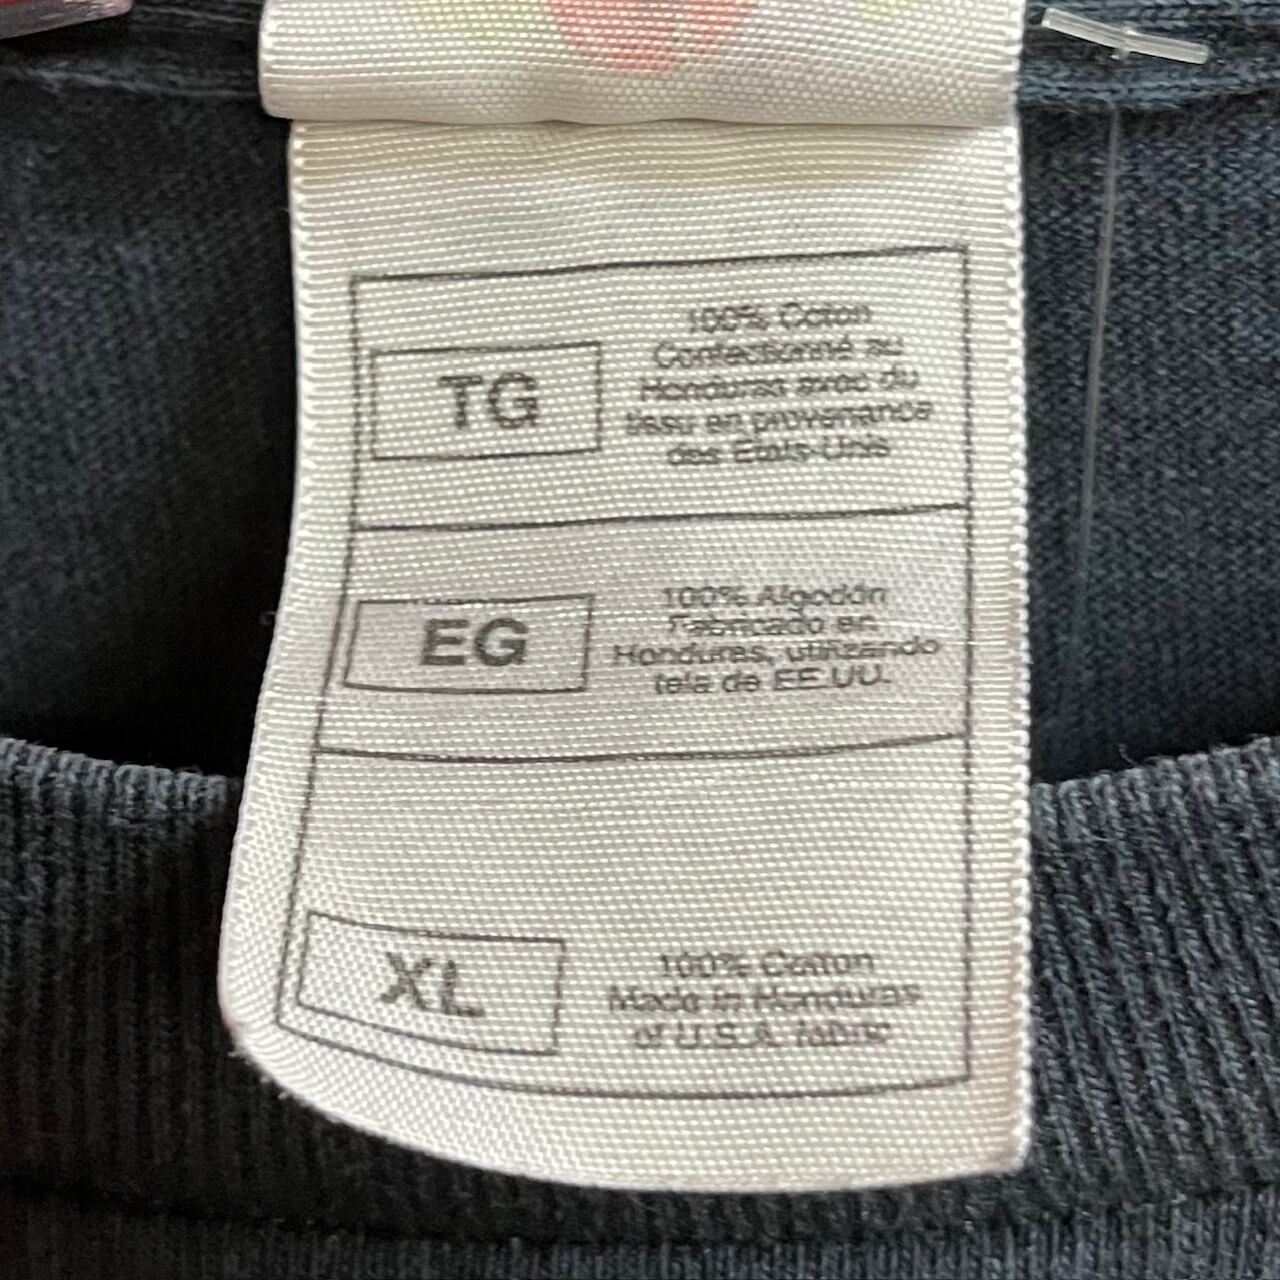 TG
100% Coton
Confectionné au
Honduras avec du
tissu en provenance
des États-Unis
EG
100% Algodón
Fabricado en
Honduras, utilizando
tela de EE.UU.
XL
100% Cotton
Made in Honduras
of U.S.A. fabric